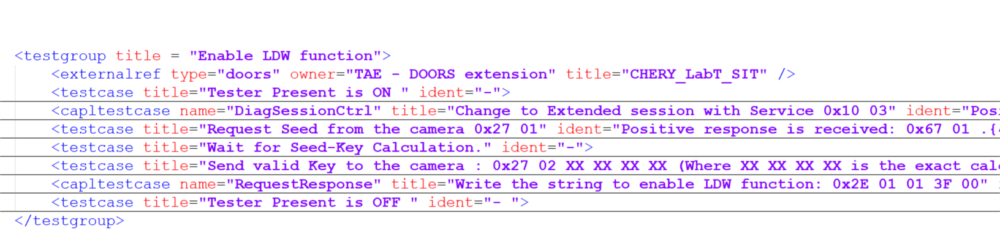 <testgroup title = "Enable LDW function">
<externalref type="doors" owner="TAE - DOORS extension" title="CHERY_LabT_SIT" />
<testcase title="Tester Present is ON " ident="-">
<capltestcase name="DiagSessionCtrl" title="Change to Extended session with Service 0x10 03" ident="Pos
<testcase title="Request Seed from the camera 0x27 01" ident="Positive response is received: 0x67 01 .{
<testcase title="Wait for Seed-Key Calculation." ident="-">
<testcase title="Send valid Key to the camera : 0x27 02 XX XX XX XX (Where XX XX XX XX is the exact cal
<capltestcase name="RequestResponse" title="Write the string to enable LDW function: 0x2E 01 01 3F 00"
<testcase title="Tester Present is OFF " ident="- ">
</testgroup>